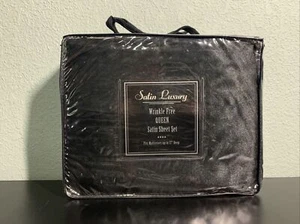 Satin Luxury
Wrinkle Free
QUEEN
Satin Sheet Set